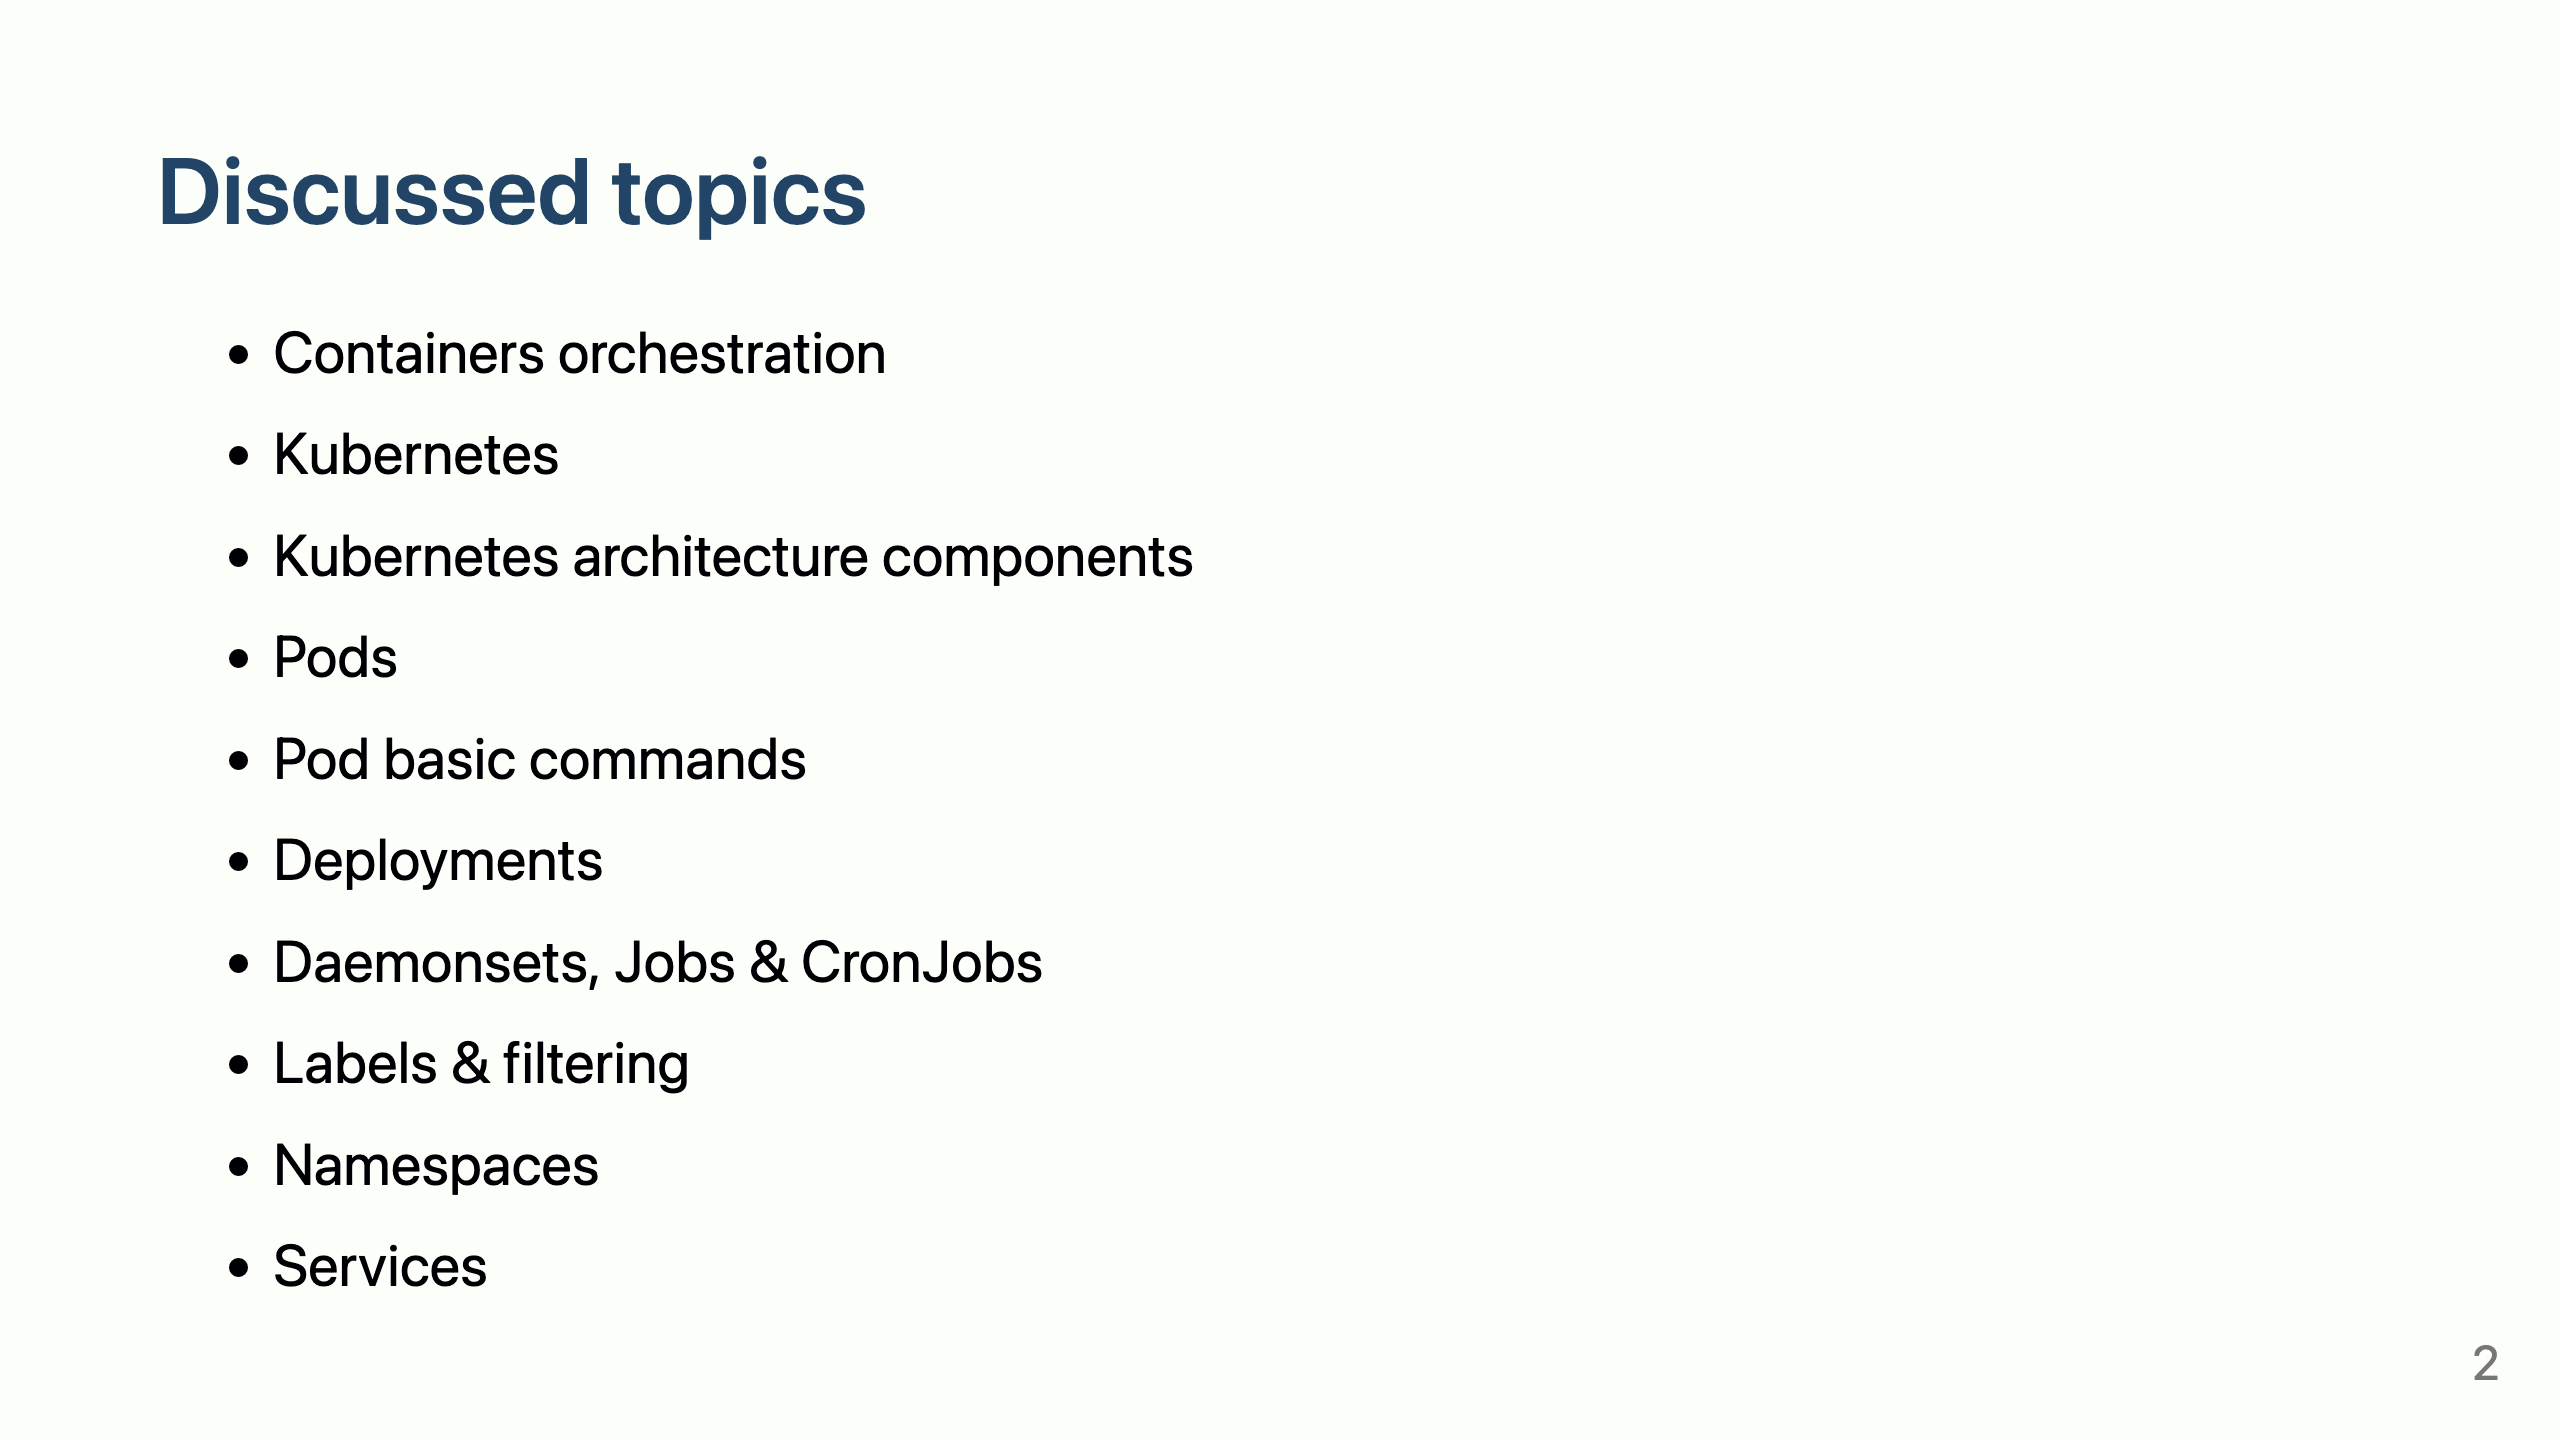 Discussed topics
• Containers orchestration
• Kubernetes
• Kubernetes architecture components
• Pods
• Pod basic commands
• Deployments
• Daemonsets, Jobs & CronJobs
• Labels & filtering
• Namespaces
• Services
2